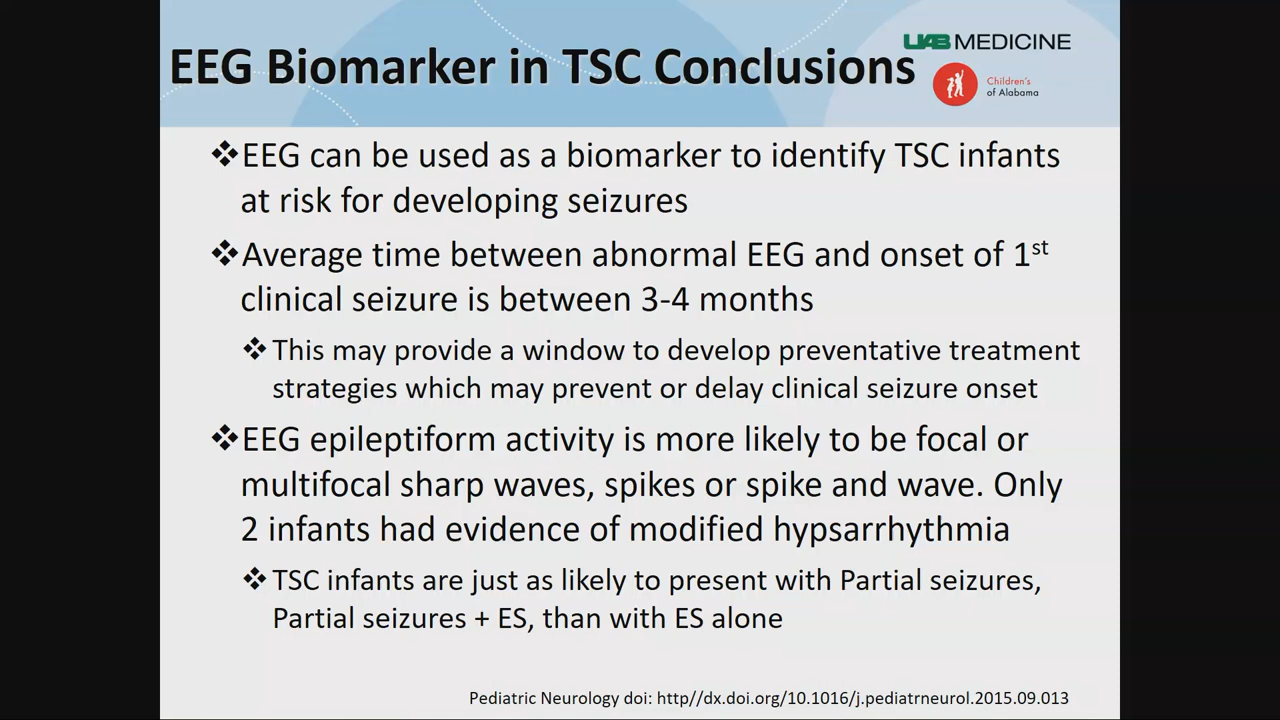 EEG Biomarker in TSC Conclusions
UAB MEDICINE
Children's
of Alabama
❖EEG can be used as a biomarker to identify TSC infants
at risk for developing seizures
❖Average time between abnormal EEG and onset of 1st
clinical seizure is between 3-4 months
❖This may provide a window to develop preventative treatment
strategies which may prevent or delay clinical seizure onset
❖EEG epileptiform activity is more likely to be focal or
multifocal sharp waves, spikes or spike and wave. Only
2 infants had evidence of modified hypsarrhythmia
❖TSC infants are just as likely to present with Partial seizures,
Partial seizures + ES, than with ES alone
Pediatric Neurology doi: http//dx.doi.org/10.1016/j.pediatrneurol.2015.09.013